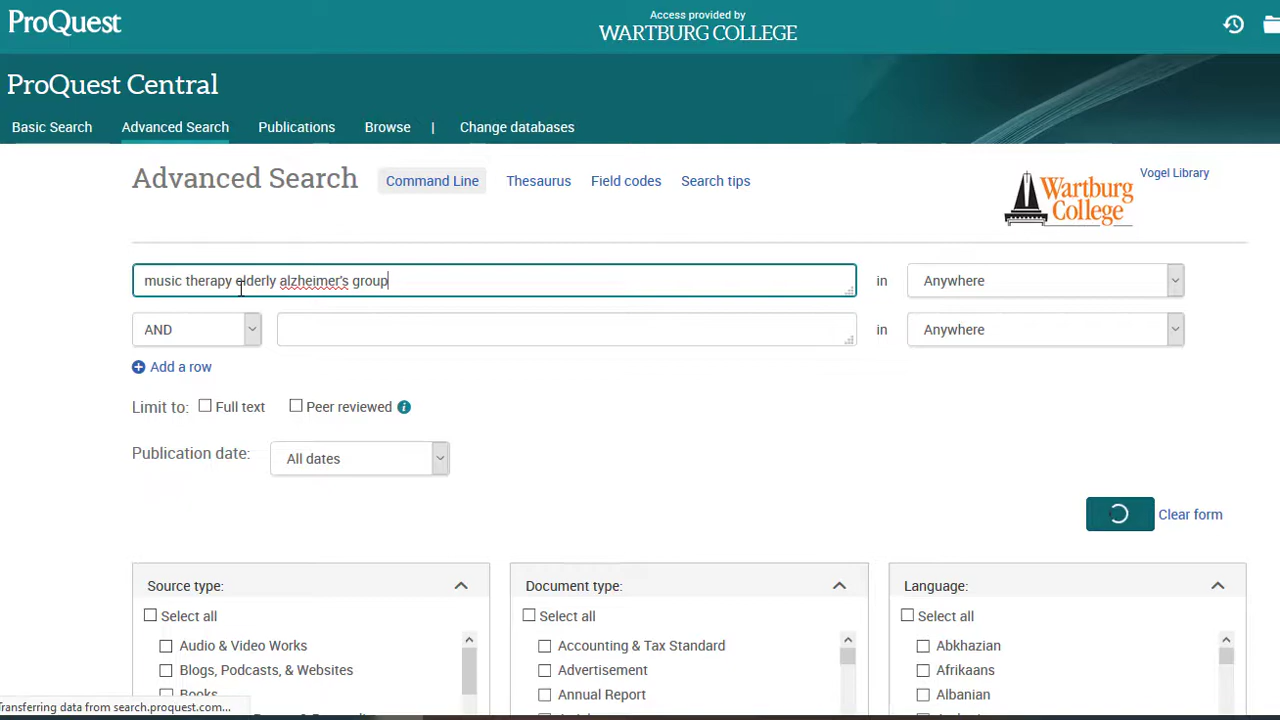 ProQuest
Access provided by
WARTBURG COLLEGE
ProQuest Central
Basic Search Advanced Search Publications Browse | Change databases
Advanced Search Command Line Thesaurus Field codes Search tips
Wartburg College
Vogel Library
music therapy elderly alzheimer's group in Anywhere
AND in Anywhere
Add a row
Limit to: Full text Peer reviewed i
Publication date: All dates
Clear form
Source type: Document type: Language:
Select all Select all Select all
Audio & Video Works Accounting & Tax Standard Abkhazian
Blogs, Podcasts, & Websites Advertisement Afrikaans
Books Annual Report Albanian
Transferring data from search.proquest.com...